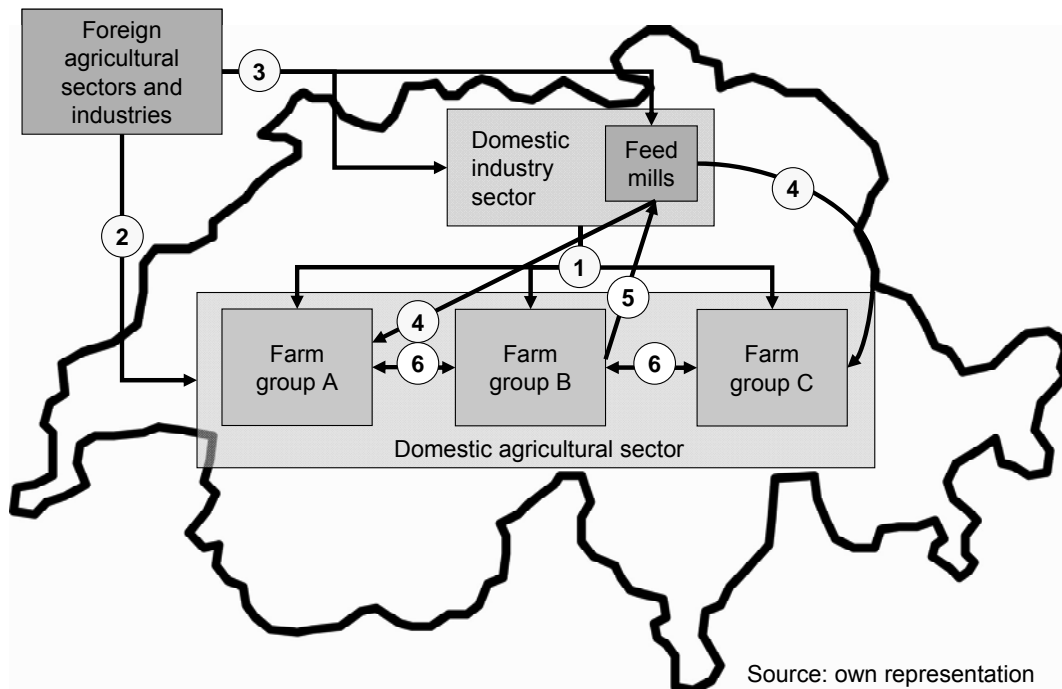 Foreign
agricultural
sectors and
industries
3
Domestic
industry
sector
Feed
mills
4
2
1
5
4
Farm
group A
6
Farm
group B
6
Farm
group C
Domestic agricultural sector
Source: own representation